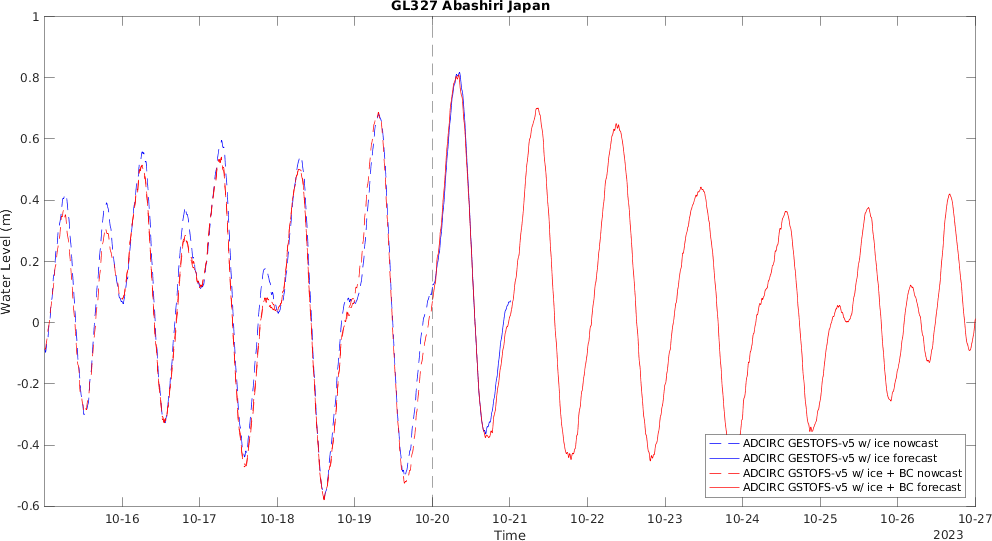 GL327 Abashiri Japan
1
0.8
0.6
0.4
0.2
0
-0.2
-0.4
-0.6
Water Level (m)
ADCIRC GESTOFS-v5 w/ ice nowcast
ADCIRC GESTOFS-v5 w/ ice forecast
ADCIRC GSTOFS-v5 w/ ice + BC nowcast
ADCIRC GSTOFS-v5 w/ ice + BC forecast
10-16 10-17 10-18 10-19 10-20 10-21 10-22 10-23 10-24 10-25 10-26 10-27
Time
2023